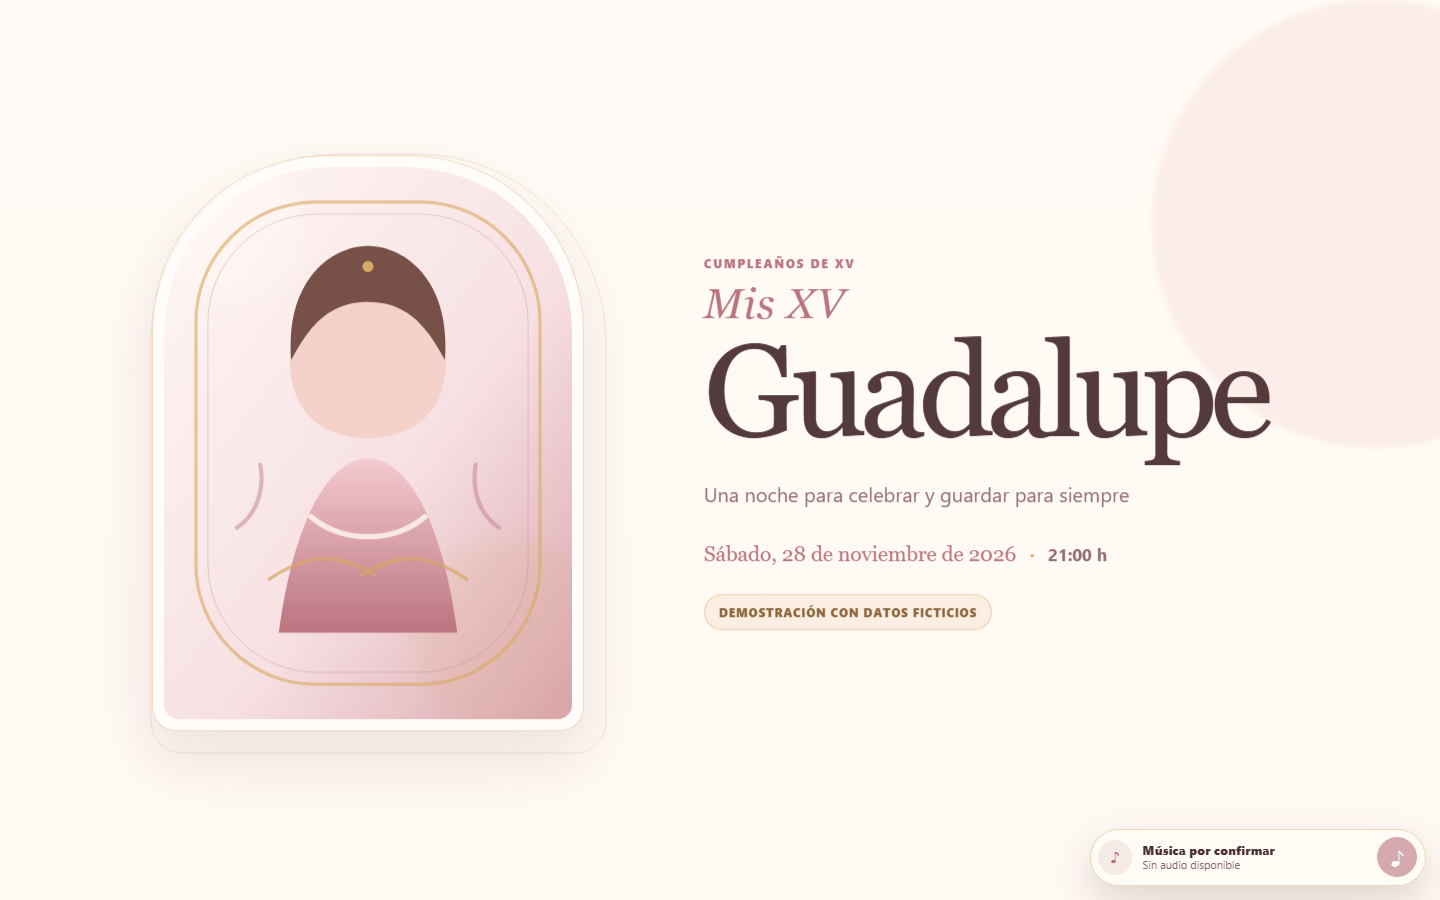 CUMPLEAÑOS DE XV
Mis XV
Guadalupe
Una noche para celebrar y guardar para siempre
Sábado, 28 de noviembre de 2026 · 21:00 h
DEMOSTRACIÓN CON DATOS FICTICIOS
Música por confirmar
Sin audio disponible